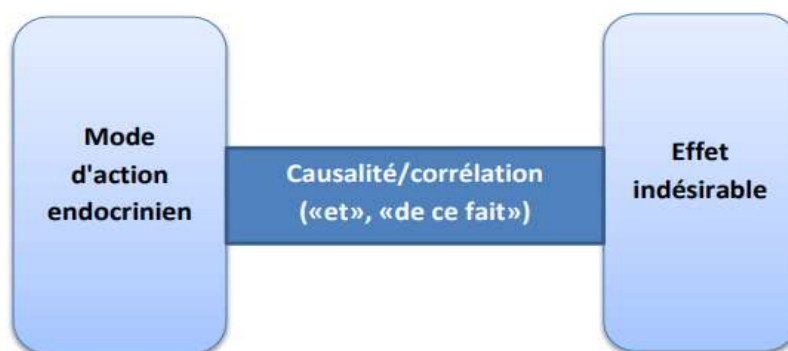 Mode
d'action
endocrinien
Causalité/corrélation
(«et», «de ce fait»)
Effet
indésirable